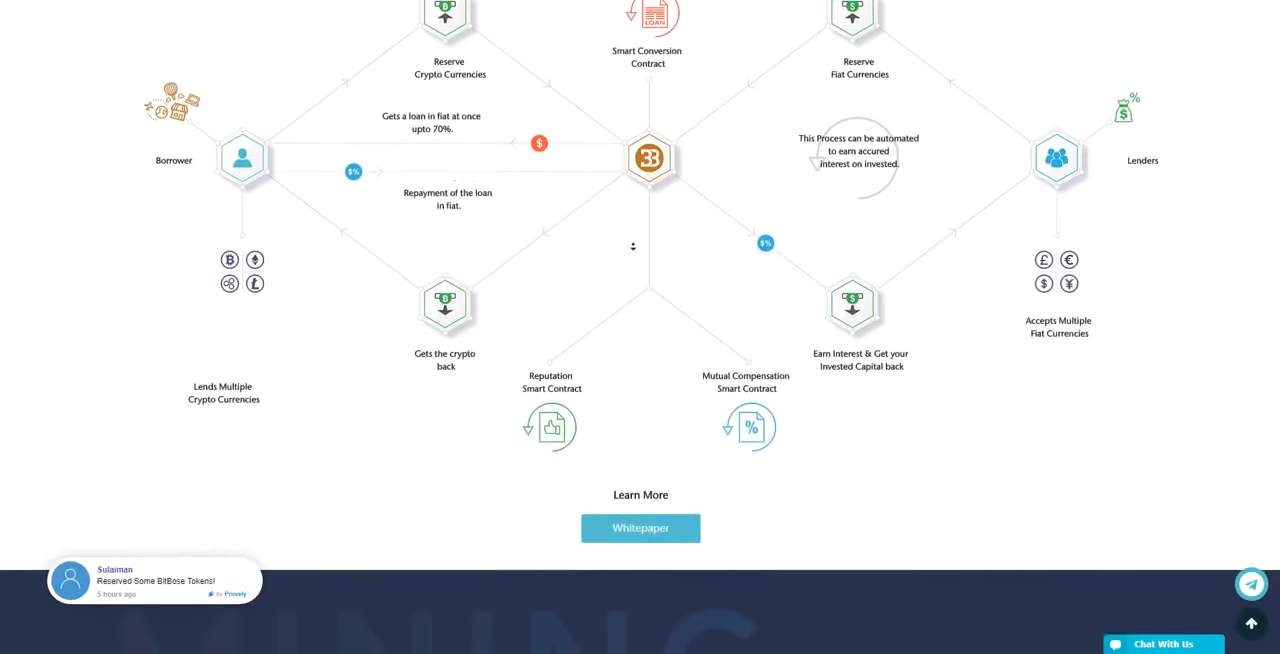 LOAN
Smart Conversion
Contract
Reserve
Crypto Currencies
Reserve
Fiat Currencies
Gets a loan in fiat at once
upto 70%.
$
This Process can be automated
to earn accured
interest on invested.
%
$
Borrower
Lenders
$%
Repayment of the loan
in fiat.
$%
Accepts Multiple
Fiat Currencies
Gets the crypto
back
Earn Interest & Get your
Invested Capital back
Reputation
Smart Contract
Mutual Compensation
Smart Contract
Lends Multiple
Crypto Currencies
%
Learn More
Whitepaper
Sulaiman
Reserved Some BitBose Tokens!
5 hours ago
by Provely
MINING
Chat With Us